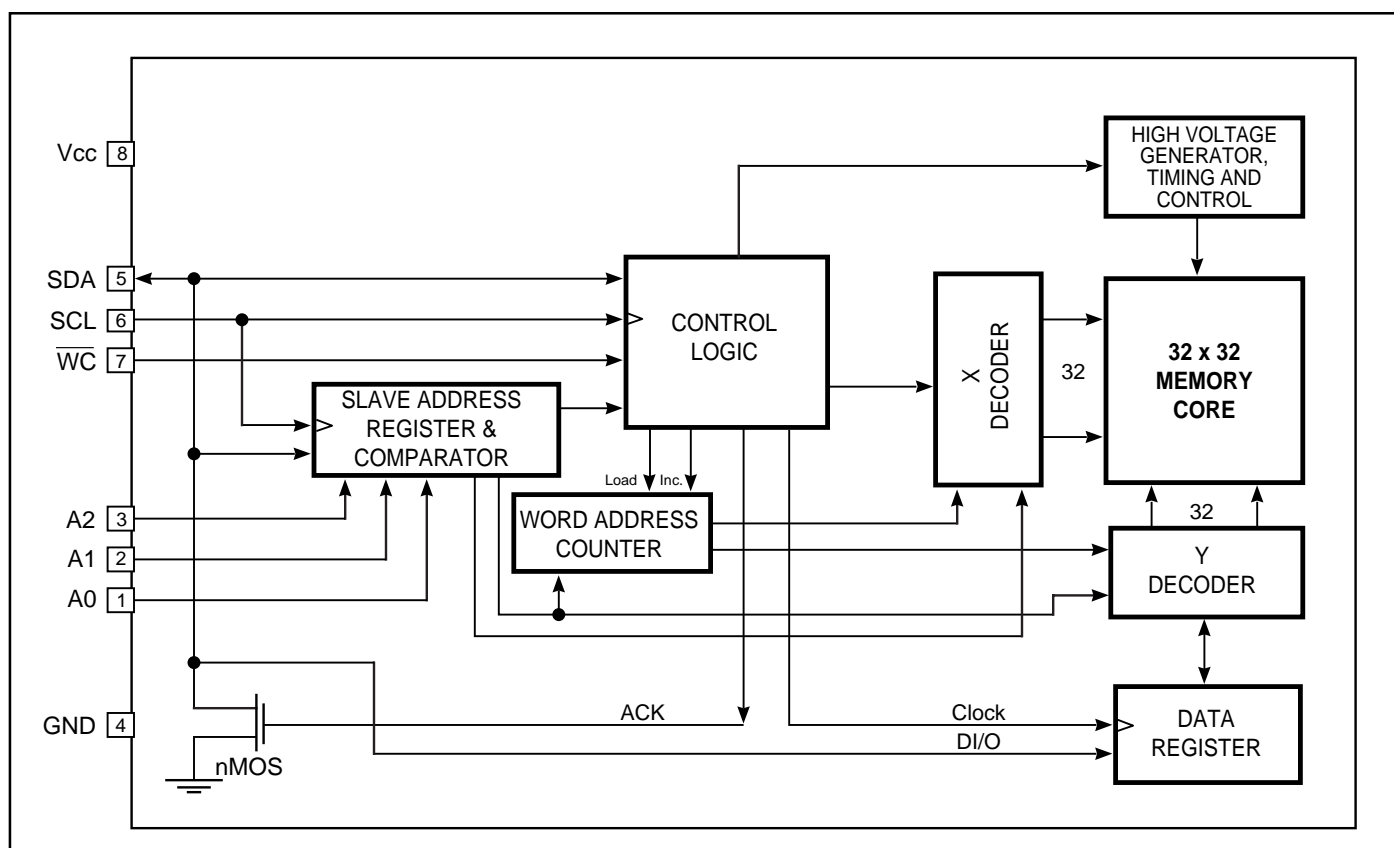 Vcc 8
SDA 5
SCL 6
WC 7
A2 3
A1 2
A0 1
GND 4
nMOS
HIGH VOLTAGE
GENERATOR,
TIMING AND
CONTROL
CONTROL
LOGIC
SLAVE ADDRESS
REGISTER &
COMPARATOR
Load Inc.
WORD ADDRESS
COUNTER
X
DECODER
32
32 x 32
MEMORY
CORE
32
Y
DECODER
ACK
Clock
DI/O
DATA
REGISTER